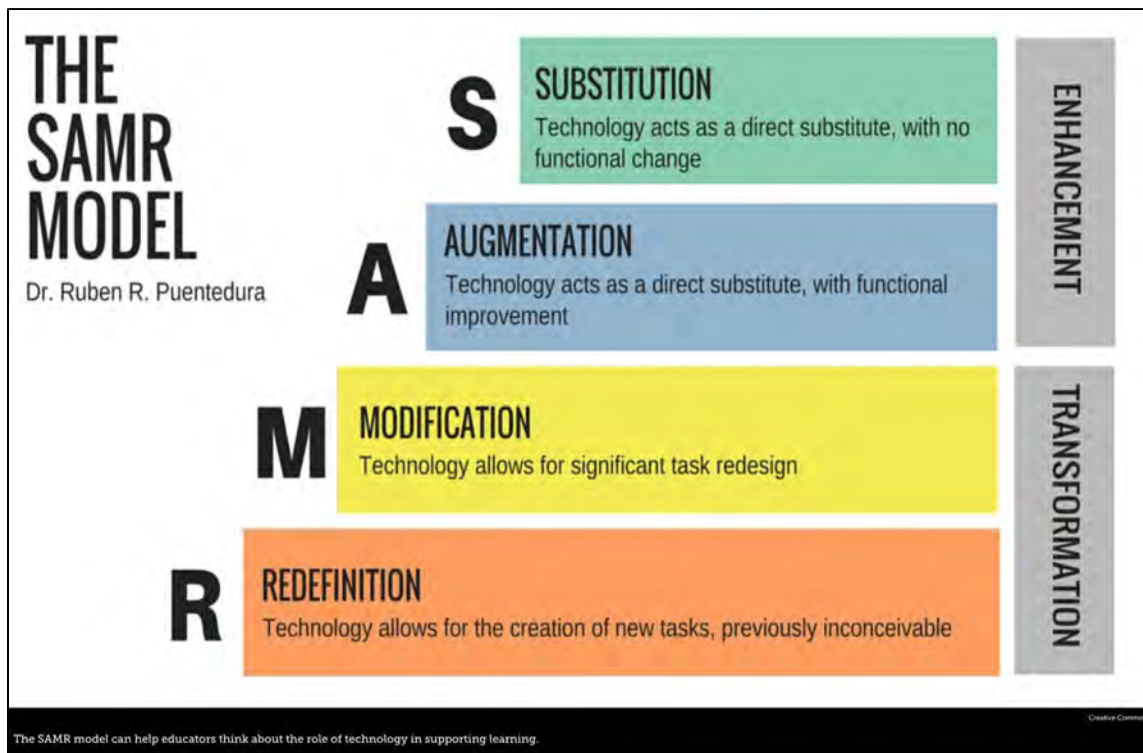 THE
SAMR
MODEL
Dr. Ruben R. Puentedura
S
SUBSTITUTION
Technology acts as a direct substitute, with no
functional change
A
AUGMENTATION
Technology acts as a direct substitute, with functional
improvement
M
MODIFICATION
Technology allows for significant task redesign
R
REDEFINITION
Technology allows for the creation of new tasks, previously inconceivable
ENHANCEMENT
TRANSFORMATION
Creative
The SAMR model can help educators think about the role of technology in supporting learning.